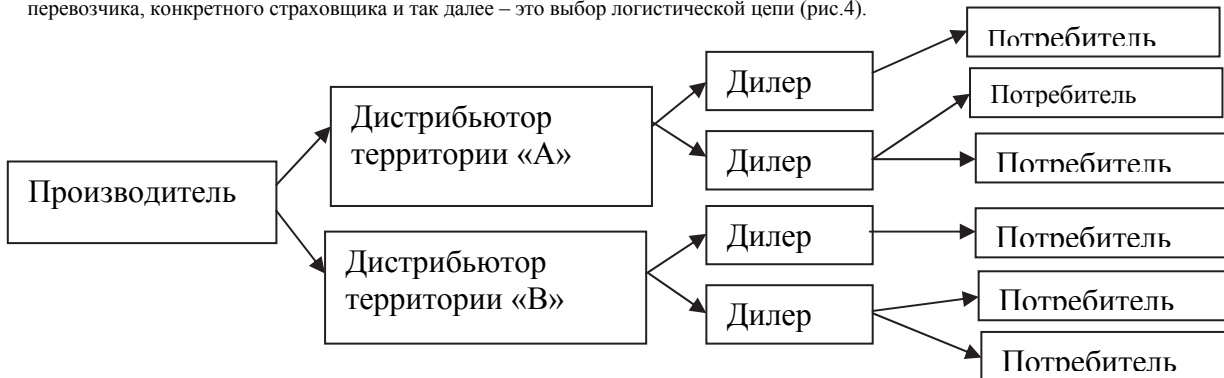 перевозчика, конкретного страховщика и так далее – это выбор логистической цепи (рис.4).
Производитель
Дистрибьютор
территории «А»
Дистрибьютор
территории «В»
Дилер
Дилер
Дилер
Дилер
Потребитель
Потребитель
Потребитель
Потребитель
Потребитель
Потребитель